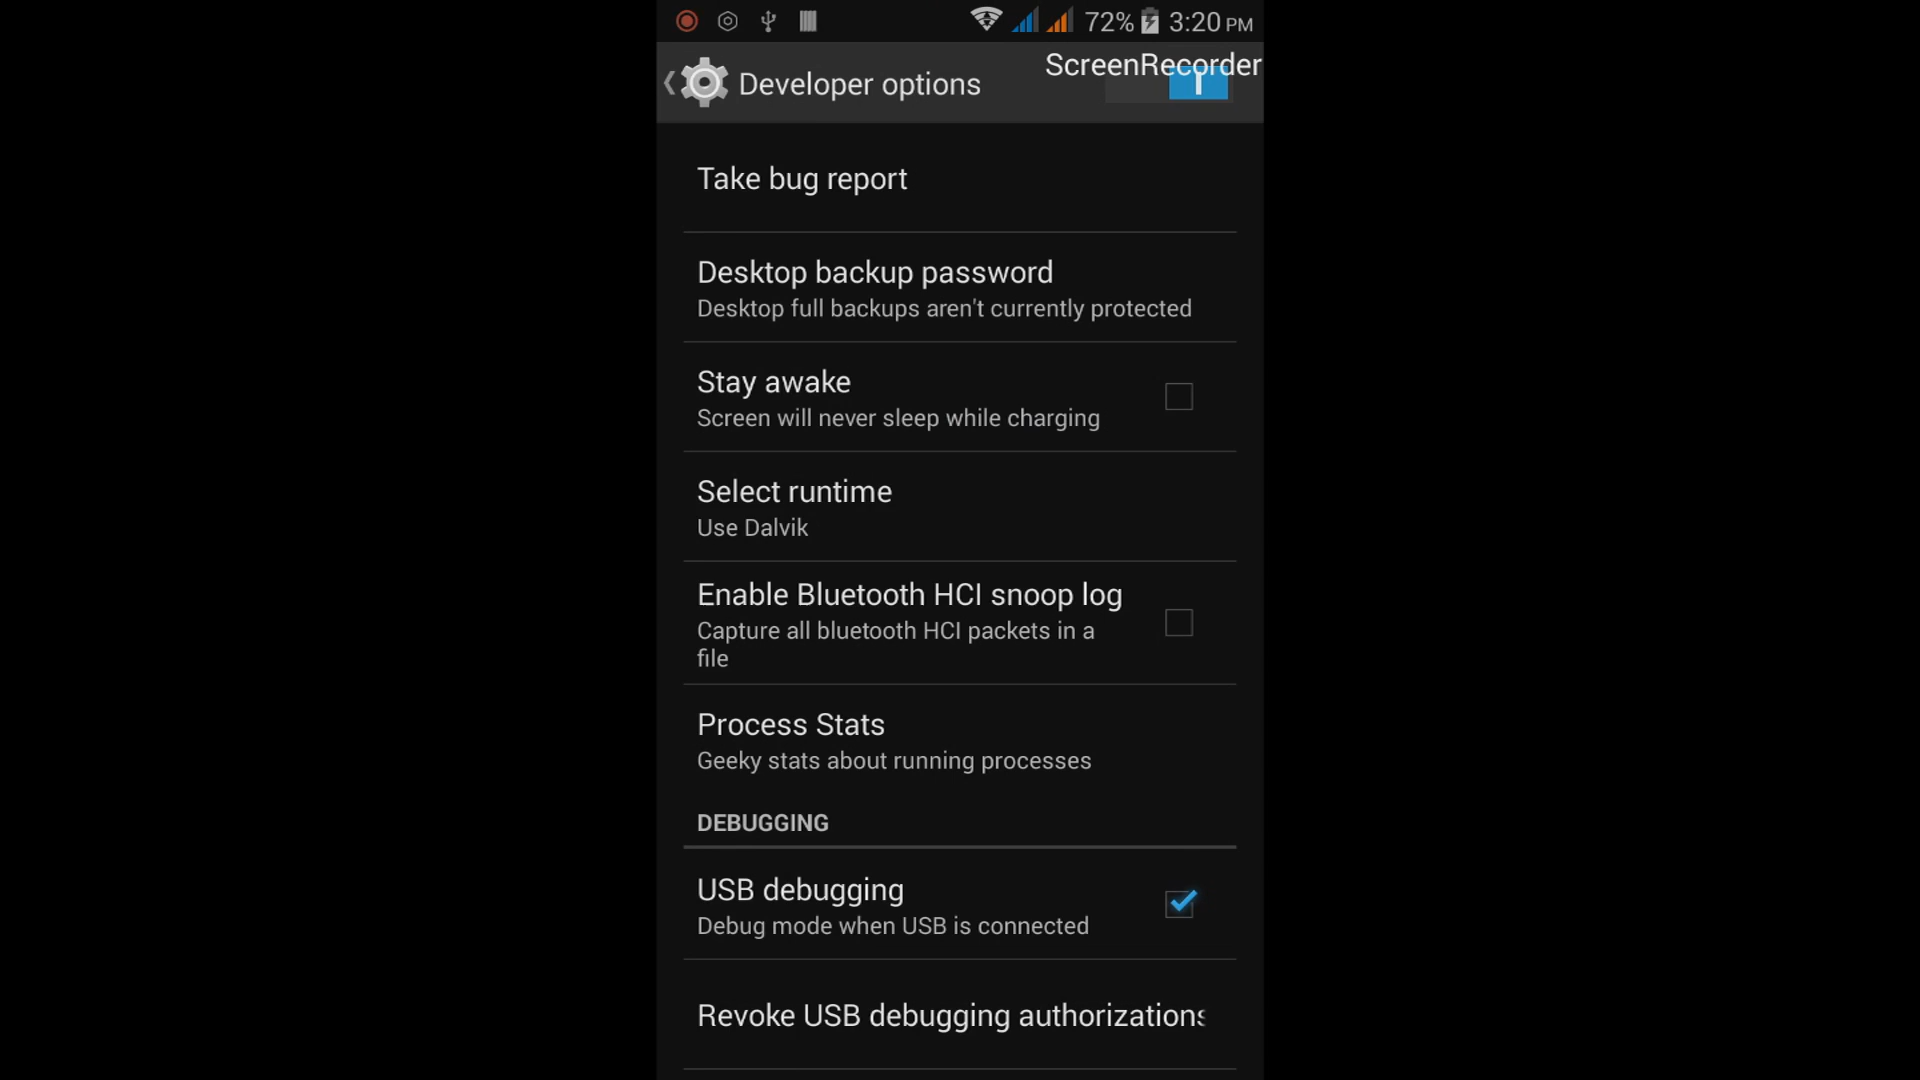 72% 3:20 PM
ScreenRecorder
Developer options
Take bug report
Desktop backup password
Desktop full backups aren't currently protected
Stay awake
Screen will never sleep while charging
Select runtime
Use Dalvik
Enable Bluetooth HCI snoop log
Capture all bluetooth HCI packets in a
file
Process Stats
Geeky stats about running processes
DEBUGGING
USB debugging
Debug mode when USB is connected
Revoke USB debugging authorizations